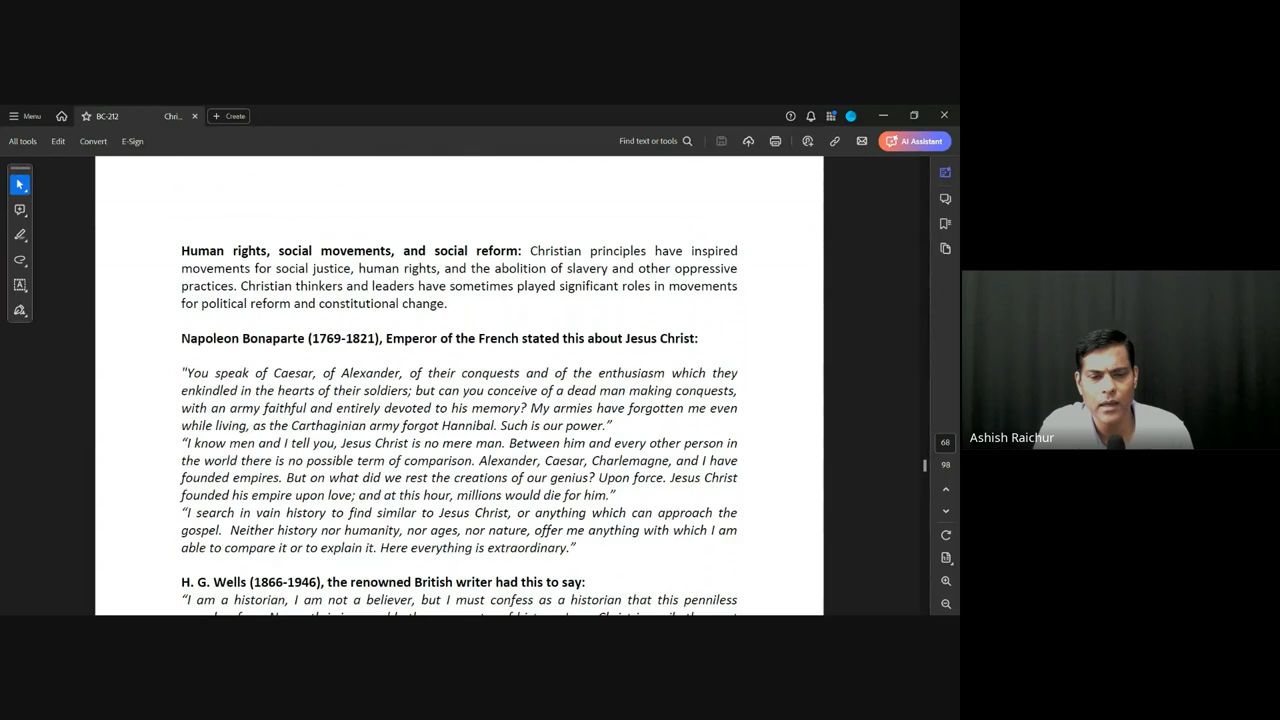 Menu
BC-212
Chri...
Create
All tools
Edit
Convert
E-Sign
Find text or tools
AI Assistant
Human rights, social movements, and social reform: Christian principles have inspired
movements for social justice, human rights, and the abolition of slavery and other oppressive
practices. Christian thinkers and leaders have sometimes played significant roles in movements
for political reform and constitutional change.
Napoleon Bonaparte (1769-1821), Emperor of the French stated this about Jesus Christ:
"You speak of Caesar, of Alexander, of their conquests and of the enthusiasm which they
enkindled in the hearts of their soldiers; but can you conceive of a dead man making conquests,
with an army faithful and entirely devoted to his memory? My armies have forgotten me even
while living, as the Carthaginian army forgot Hannibal. Such is our power.”
“I know men and I tell you, Jesus Christ is no mere man. Between him and every other person in
the world there is no possible term of comparison. Alexander, Caesar, Charlemagne, and I have
founded empires. But on what did we rest the creations of our genius? Upon force. Jesus Christ
founded his empire upon love; and at this hour, millions would die for him.”
“I search in vain history to find similar to Jesus Christ, or anything which can approach the
gospel. Neither history nor humanity, nor ages, nor nature, offer me anything with which I am
able to compare it or to explain it. Here everything is extraordinary.”
H. G. Wells (1866-1946), the renowned British writer had this to say:
“I am a historian, I am not a believer, but I must confess as a historian that this penniless
68
98
Ashish Raichur